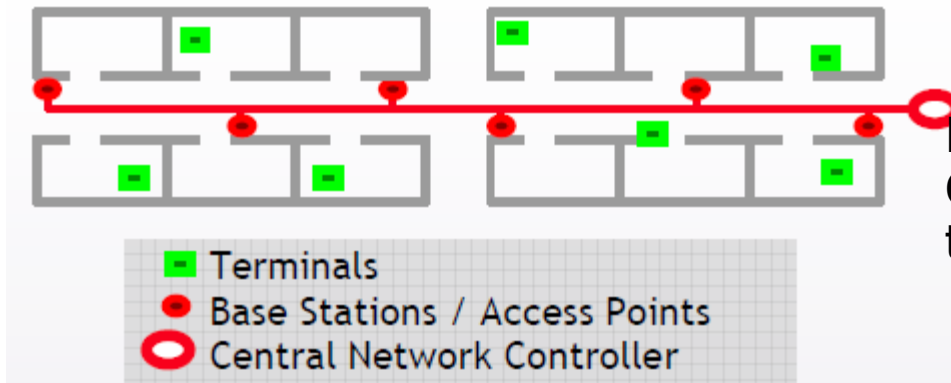 Terminals
Base Stations / Access Points
Central Network Controller